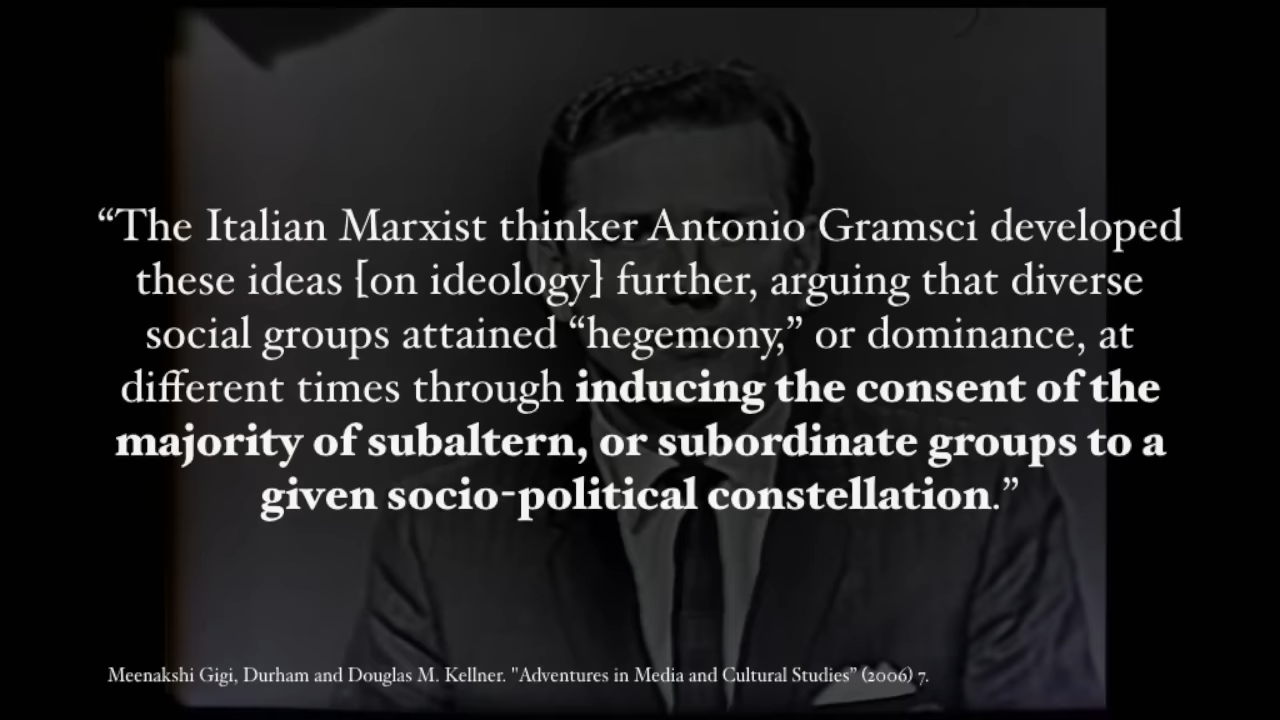 “The Italian Marxist thinker Antonio Gramsci developed
these ideas [on ideology] further, arguing that diverse
social groups attained “hegemony,” or dominance, at
different times through inducing the consent of the
majority of subaltern, or subordinate groups to a
given socio-political constellation.”
Meenakshi Gigi, Durham and Douglas M. Kellner. "Adventures in Media and Cultural Studies” (2006) 7.